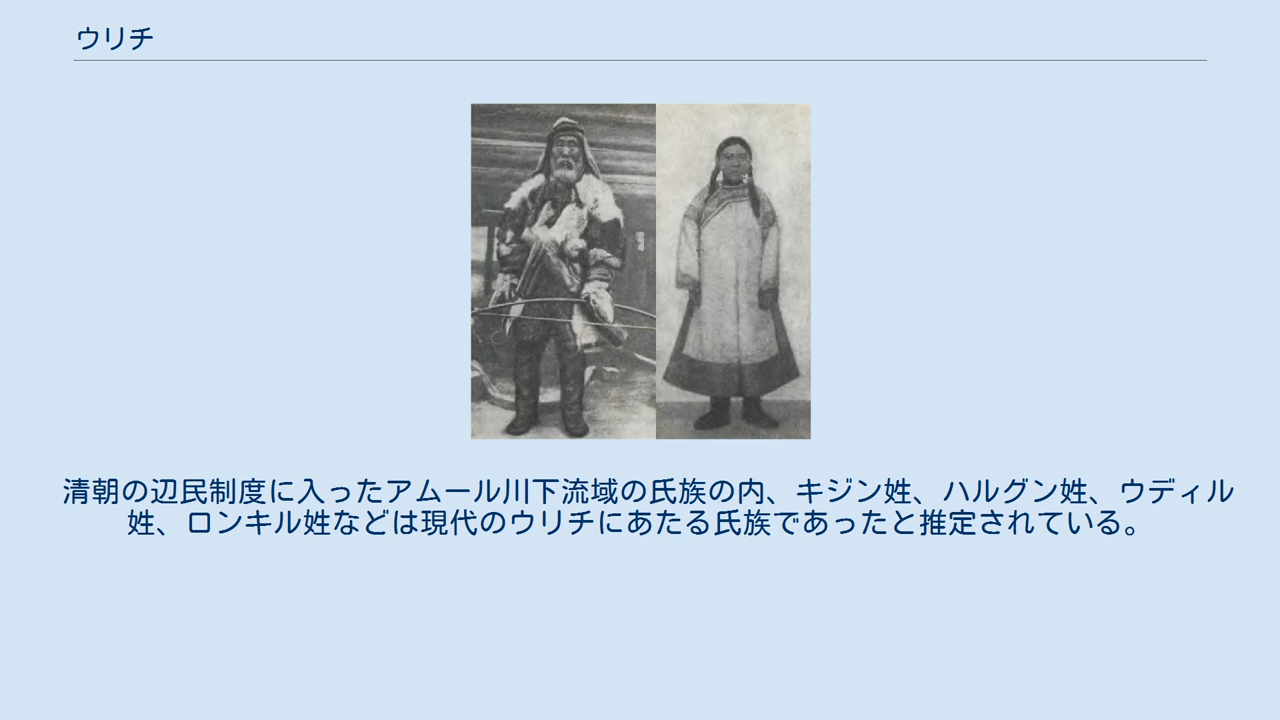 ウリチ
清朝の辺民制度に入ったアムール川下流域の氏族の内、キジン姓、ハルグン姓、ウディル
姓、ロンキル姓などは現代のウリチにあたる氏族であったと推定されている。